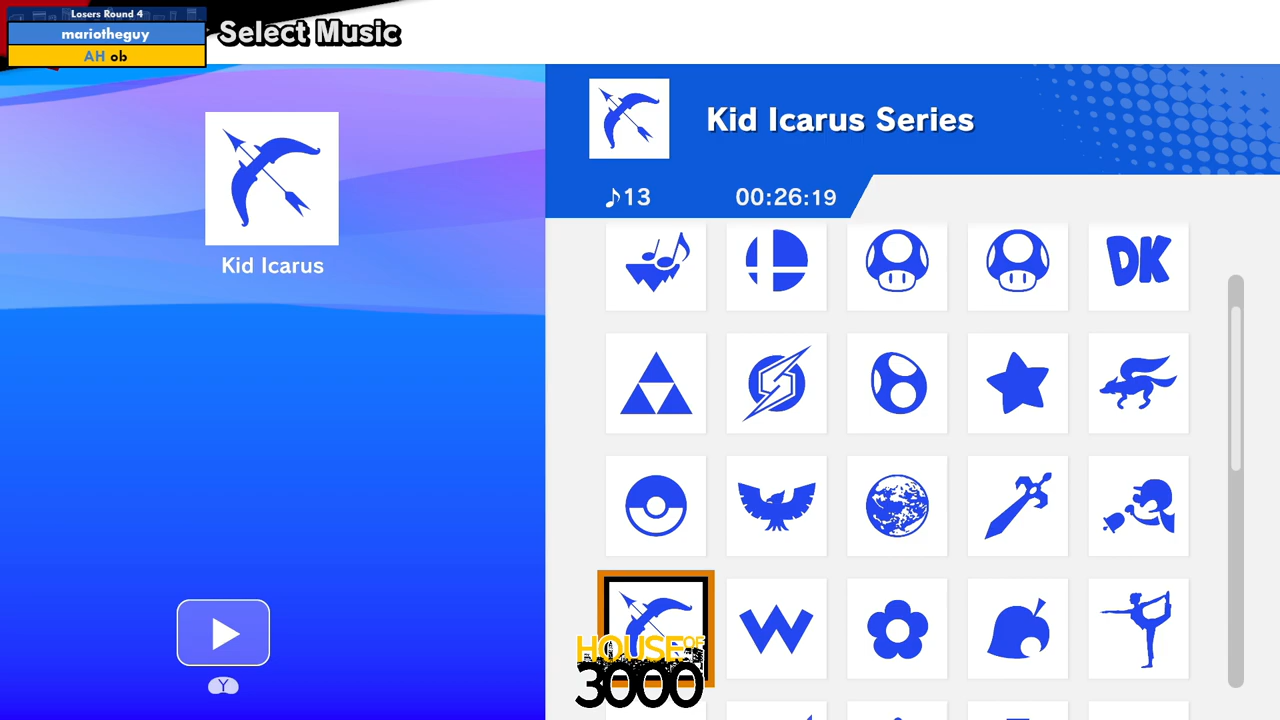 Losers Round 4
mariotheguy
AH ob
Select Music
Kid Icarus Series
♪13 00:26:19
Kid Icarus
DK
W
HOUSE OF
3000
Y